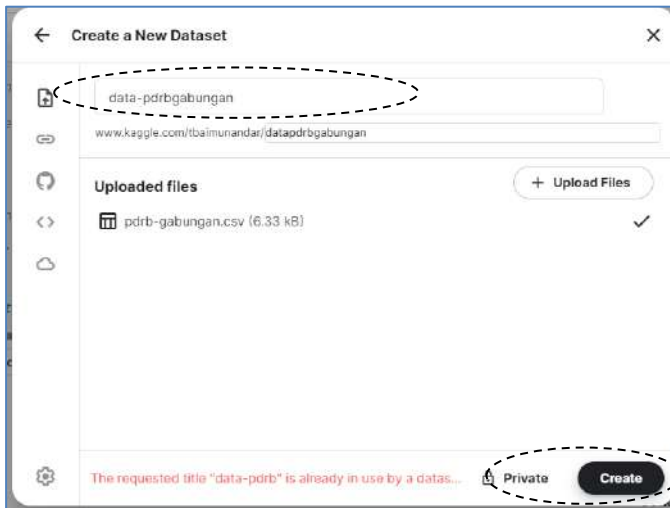 Create a New Dataset
data-pdrbgabungan
www.kaggle.com/tbaimunandar/datapdrbgabungan
Uploaded files
+ Upload Files
pdrb-gabungan.csv (6.33 kB)
The requested title "data-pdrb" is already in use by a datas...
Private
Create